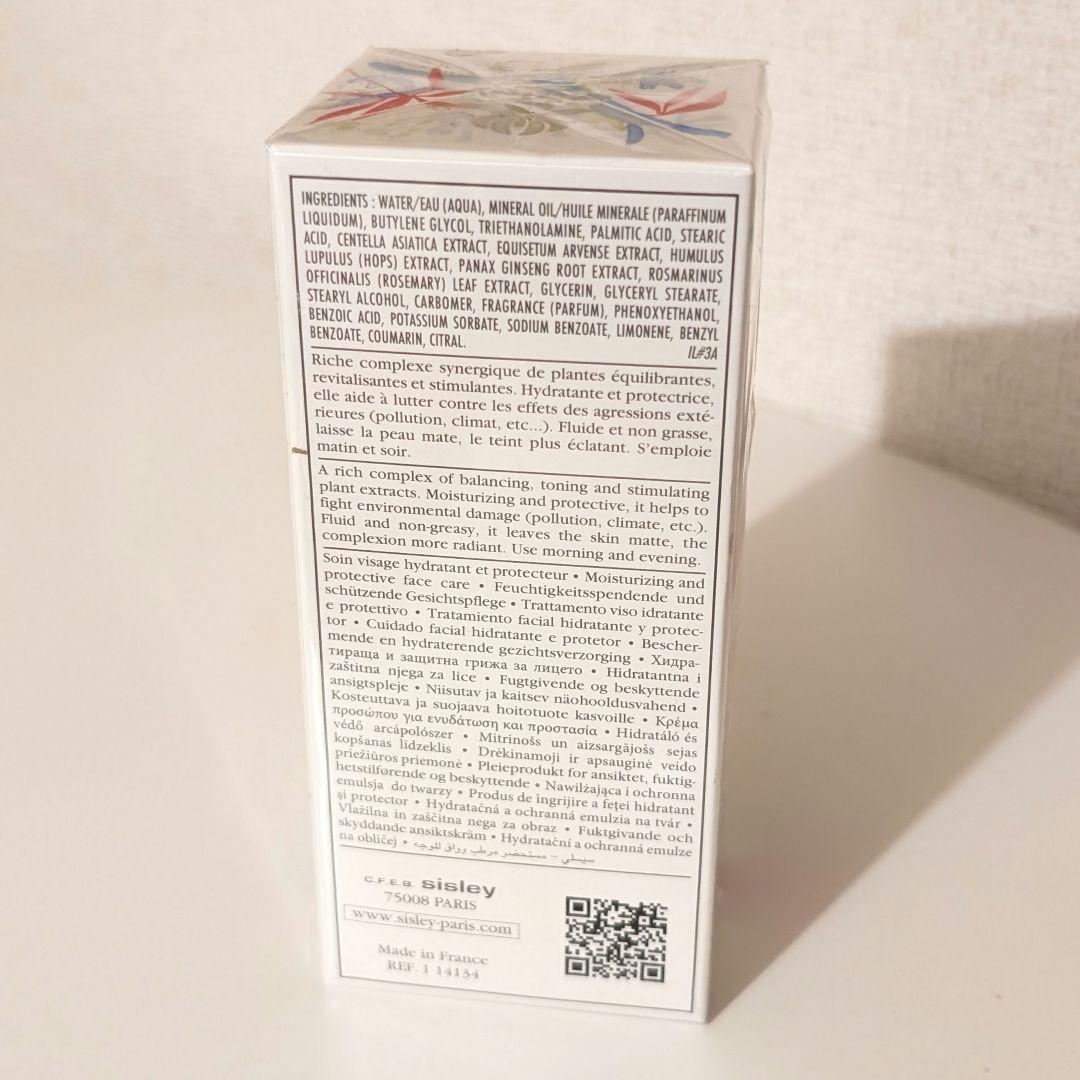 INGREDIENTS : WATER/EAU (AQUA), MINERAL OIL/HUILE MINERALE (PARAFFINUM
LIQUIDUM), BUTYLENE GLYCOL, TRIETHANOLAMINE, PALMITIC ACID, STEARIC
ACID, CENTELLA ASIATICA EXTRACT, EQUISETUM ARVENSE EXTRACT, HUMULUS
LUPULUS (HOPS) EXTRACT, PANAX GINSENG ROOT EXTRACT, ROSMARINUS
OFFICINALIS (ROSEMARY) LEAF EXTRACT, GLYCERIN, GLYCERYL STEARATE,
STEARYL ALCOHOL, CARBOMER, FRAGRANCE (PARFUM), PHENOXYETHANOL,
BENZOIC ACID, POTASSIUM SORBATE, SODIUM BENZOATE, LIMONENE, BENZYL
BENZOATE, COUMARIN, CITRAL. IL#3A
Riche complexe synergique de plantes équilibrantes,
revitalisantes et stimulantes. Hydratante et protectrice,
elle aide à lutter contre les effets des agressions exté-
rieures (pollution, climat, etc...). Fluide et non grasse,
laisse la peau mate, le teint plus éclatant. S'emploie
matin et soir.
A rich complex of balancing, toning and stimulating
plant extracts. Moisturizing and protective, it helps to
fight environmental damage (pollution, climate, etc.).
Fluid and non-greasy, it leaves the skin matte, the
complexion more radiant. Use morning and evening.
Soin visage hydratant et protecteur • Moisturizing and
protective face care • Feuchtigkeitsspendende und
schützende Gesichtspflege • Trattamento viso idratante
e protettivo • Tratamiento facial hidratante y protec-
tor • Cuidado facial hidratante e protetor • Bescher-
mende en hydraterende gezichtsverzorging • Хидра-
тираща и защитна грижа за лицето • Hidratantna i
zaštitna njega za lice • Fugtgivende og beskyttende
ansigtspleje • Niisutav ja kaitsev näohooldusvahend •
Kosteuttava ja suojaava hoitotuote kasvoille • Κρέμα
προσώπου για ενυδάτωση και προστασία • Hidratáló és
védő arcápolószer • Mitrinošs un aizsargājošs sejas
kopšanas līdzeklis • Drėkinamoji ir apsauginė veido
priežiūros priemonė • Pleieprodukt for ansiktet, fuktig-
hetstilførende og beskyttende • Nawilżająca i ochronna
emulsja do twarzy • Produs de îngrijire a feței hidratant
și protector • Hydratačná a ochranná emulzia na tvár •
Vlažilna in zaščitna nega za obraz • Fuktgivande och
skyddande ansiktskräm • Hydratační a ochranná emulze
na obličej • سيسلي – مستحضر مرطب وواق للوجه
C.F.E.B. sisley
75008 PARIS
www.sisley-paris.com
Made in France
REF. 1 14134